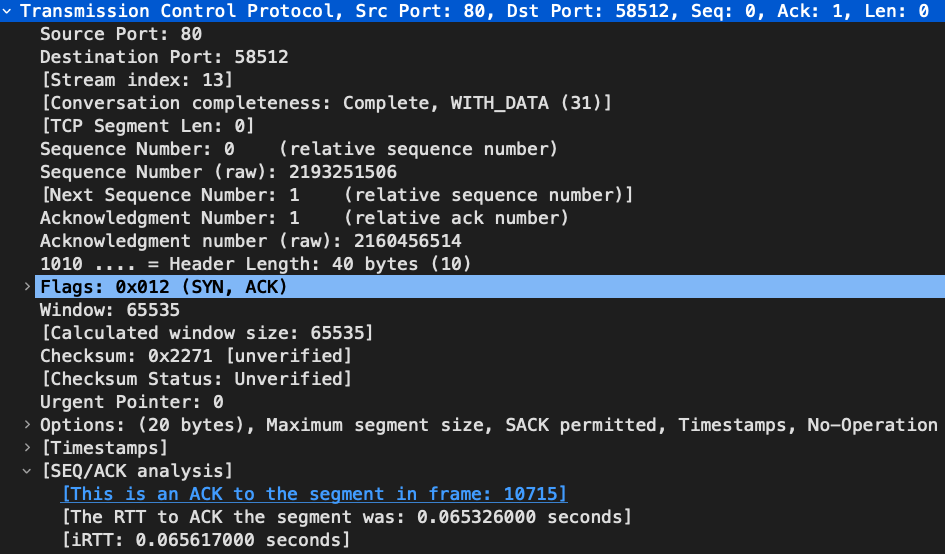 Transmission Control Protocol, Src Port: 80, Dst Port: 58512, Seq: 0, Ack: 1, Len: 0
Source Port: 80
Destination Port: 58512
[Stream index: 13]
[Conversation completeness: Complete, WITH_DATA (31)]
[TCP Segment Len: 0]
Sequence Number: 0    (relative sequence number)
Sequence Number (raw): 2193251506
[Next Sequence Number: 1    (relative sequence number)]
Acknowledgment Number: 1    (relative ack number)
Acknowledgment number (raw): 2160456514
1010 .... = Header Length: 40 bytes (10)
Flags: 0x012 (SYN, ACK)
Window: 65535
[Calculated window size: 65535]
Checksum: 0x2271 [unverified]
[Checksum Status: Unverified]
Urgent Pointer: 0
Options: (20 bytes), Maximum segment size, SACK permitted, Timestamps, No-Operation
[Timestamps]
[SEQ/ACK analysis]
[This is an ACK to the segment in frame: 10715]
[The RTT to ACK the segment was: 0.065326000 seconds]
[iRTT: 0.065617000 seconds]